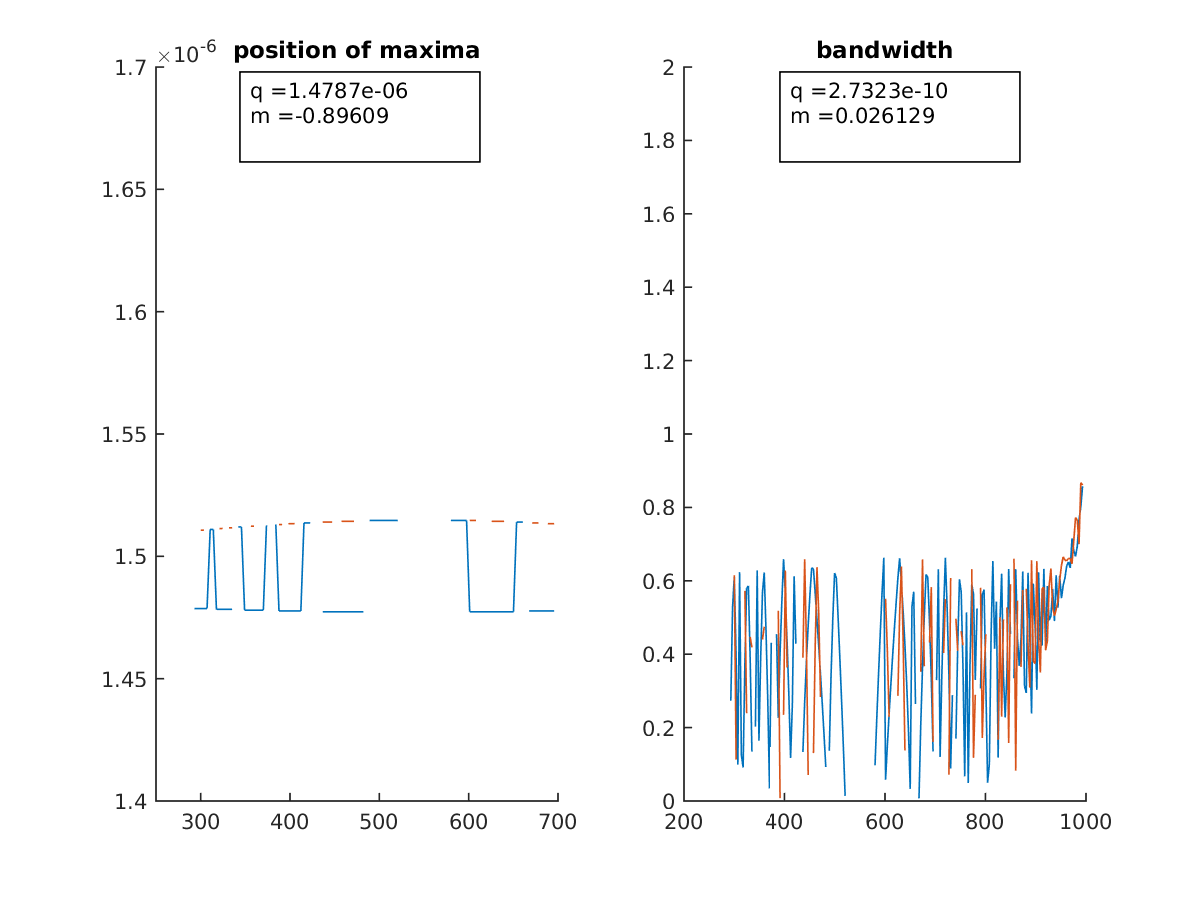 ×10-6
position of maxima
q =1.4787e-06
m =-0.89609
1.7
1.65
1.6
1.55
1.5
1.45
1.4
300 400 500 600 700
bandwidth
q =2.7323e-10
m =0.026129
2
1.8
1.6
1.4
1.2
1
0.8
0.6
0.4
0.2
0
200 400 600 800 1000